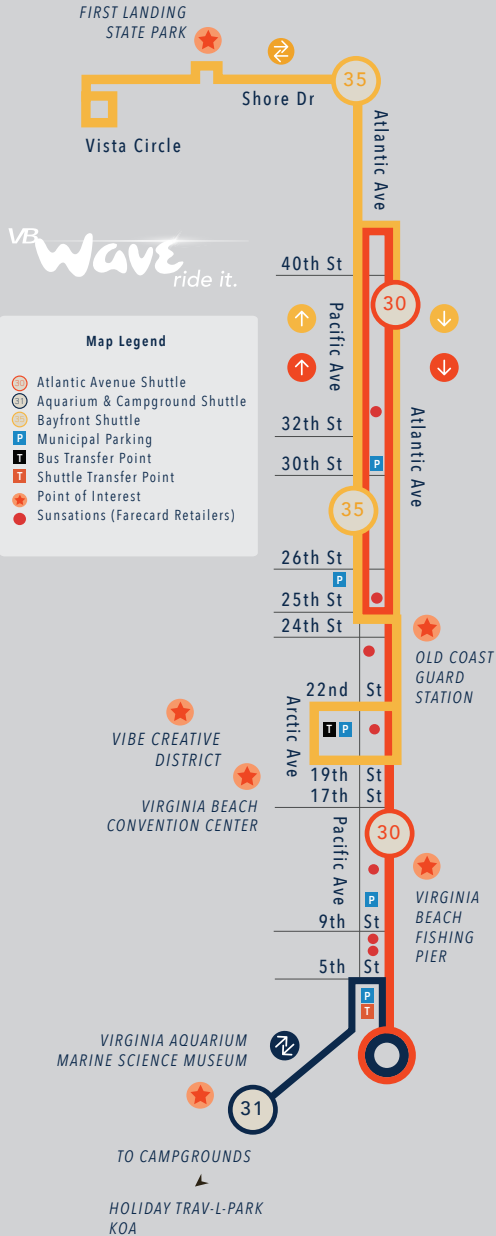 FIRST LANDING
STATE PARK
35
Shore Dr
Atlantic Ave
Vista Circle
VB
Wave
ride it.
40th St
30
Pacific Ave
Map Legend
30 Atlantic Avenue Shuttle
31 Aquarium & Campground Shuttle
35 Bayfront Shuttle
P Municipal Parking
T Bus Transfer Point
T Shuttle Transfer Point
Point of Interest
Sunsations (Farecard Retailers)
32th St
Atlantic Ave
30th St
P
35
26th St
P
25th St
24th St
OLD COAST
GUARD
STATION
22nd St
Arctic Ave
T P
VIBE CREATIVE
DISTRICT
19th St
VIRGINIA BEACH
CONVENTION CENTER
17th St
30
Pacific Ave
P
VIRGINIA
BEACH
FISHING
PIER
9th St
5th St
P
T
VIRGINIA AQUARIUM
MARINE SCIENCE MUSEUM
31
TO CAMPGROUNDS
HOLIDAY TRAV-L-PARK
KOA